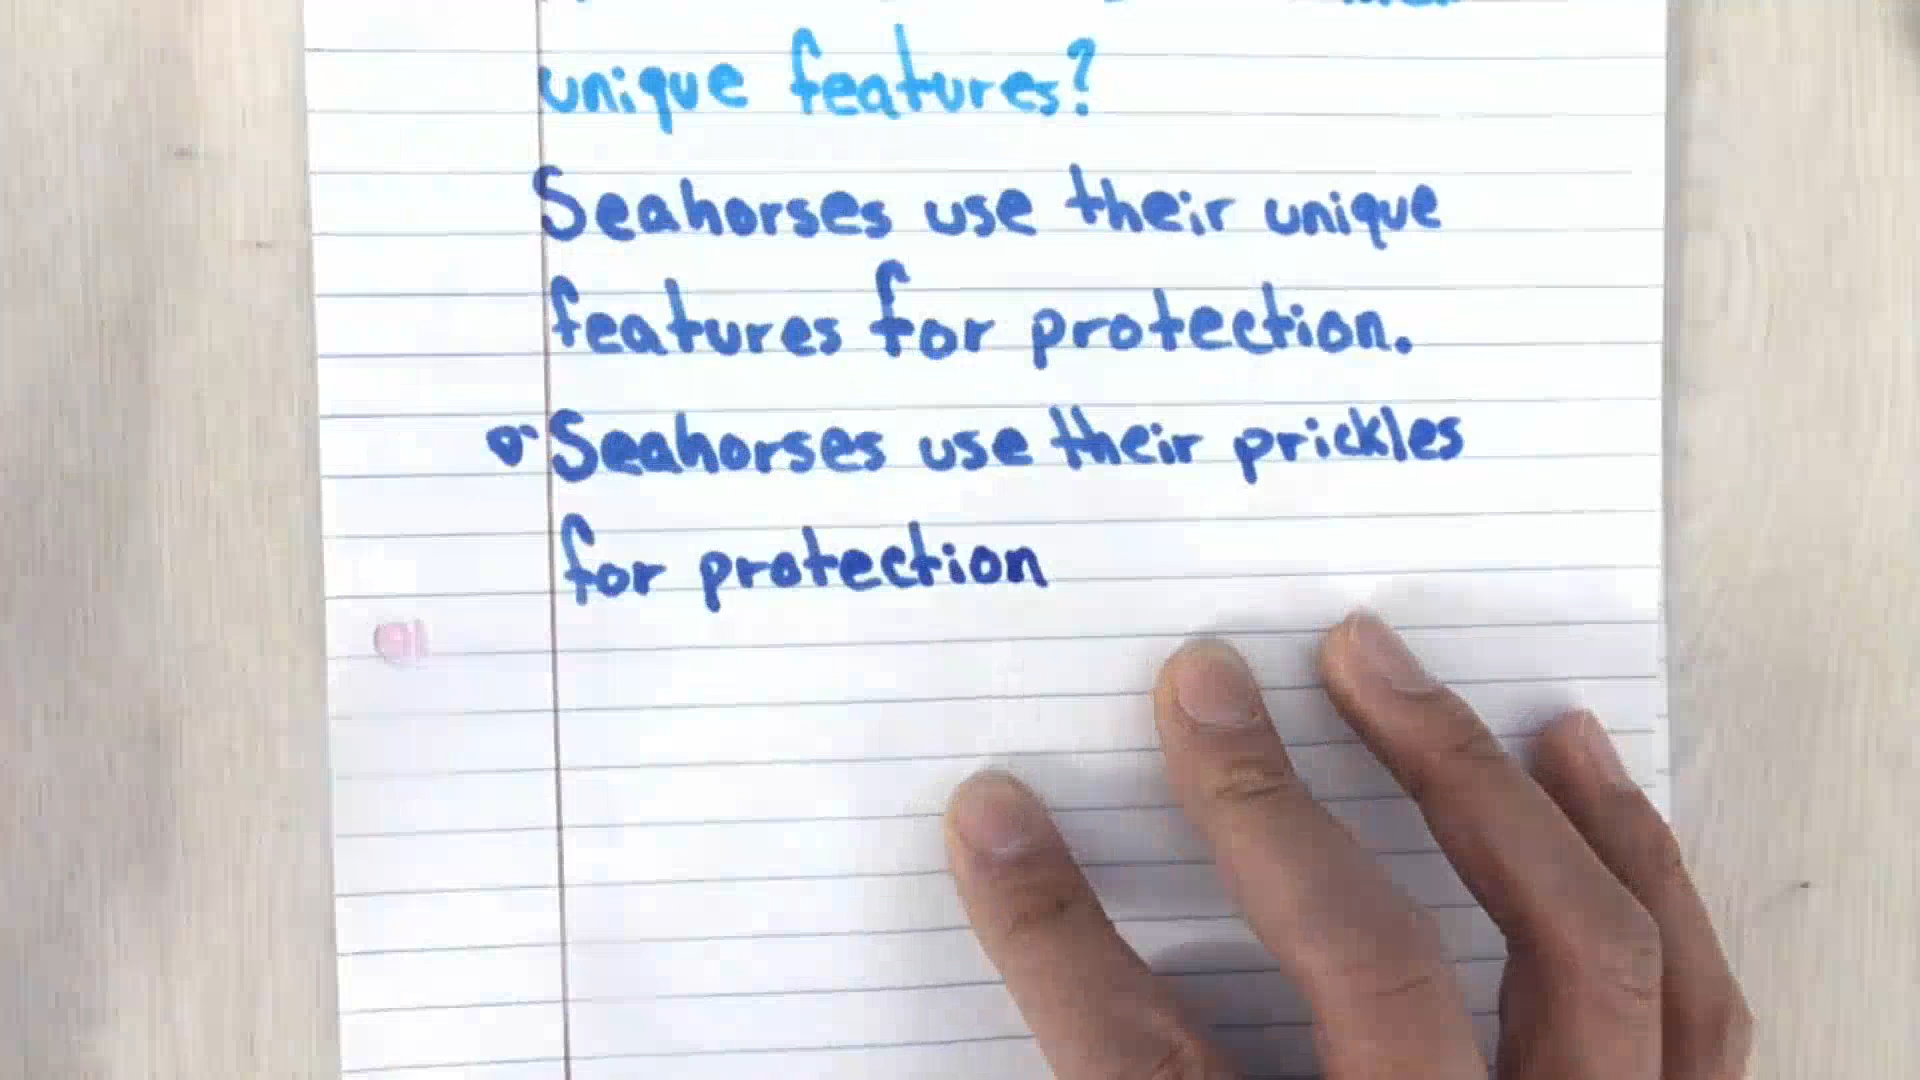 unique features?
Seahorses use their unique
features for protection.
Seahorses use their prickles
for protection